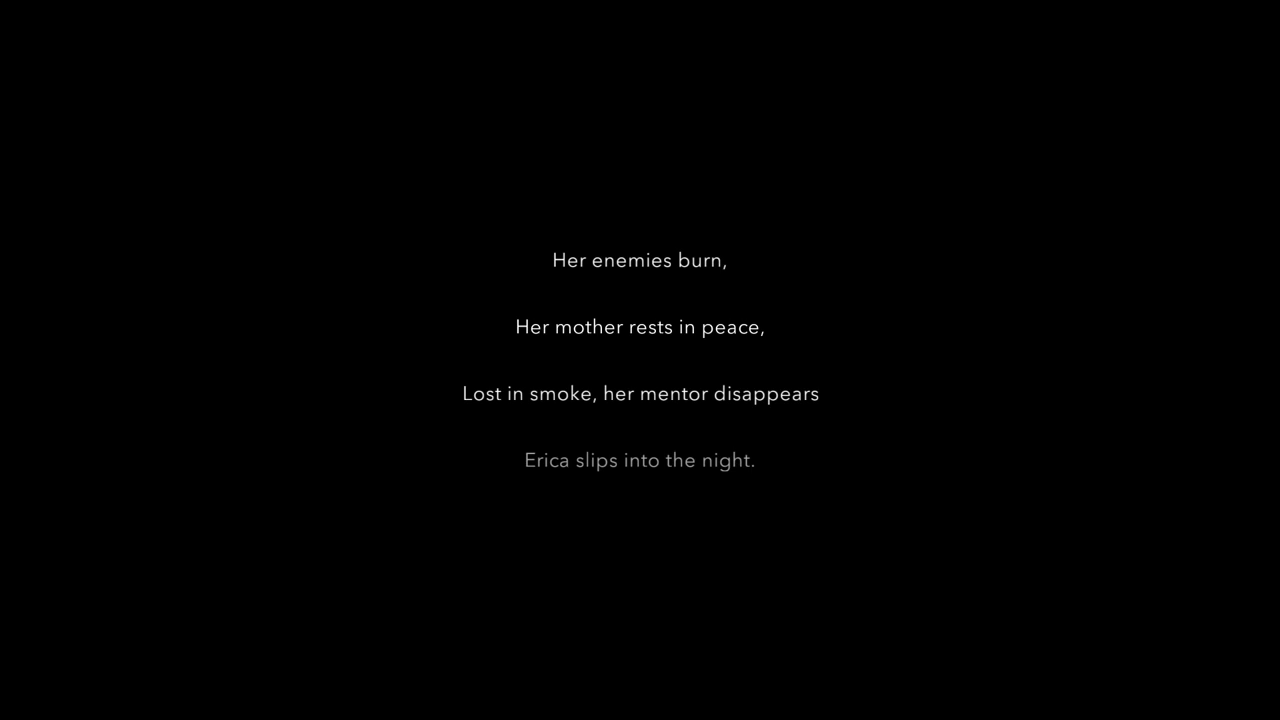 Her enemies burn,
Her mother rests in peace,
Lost in smoke, her mentor disappears
Erica slips into the night.